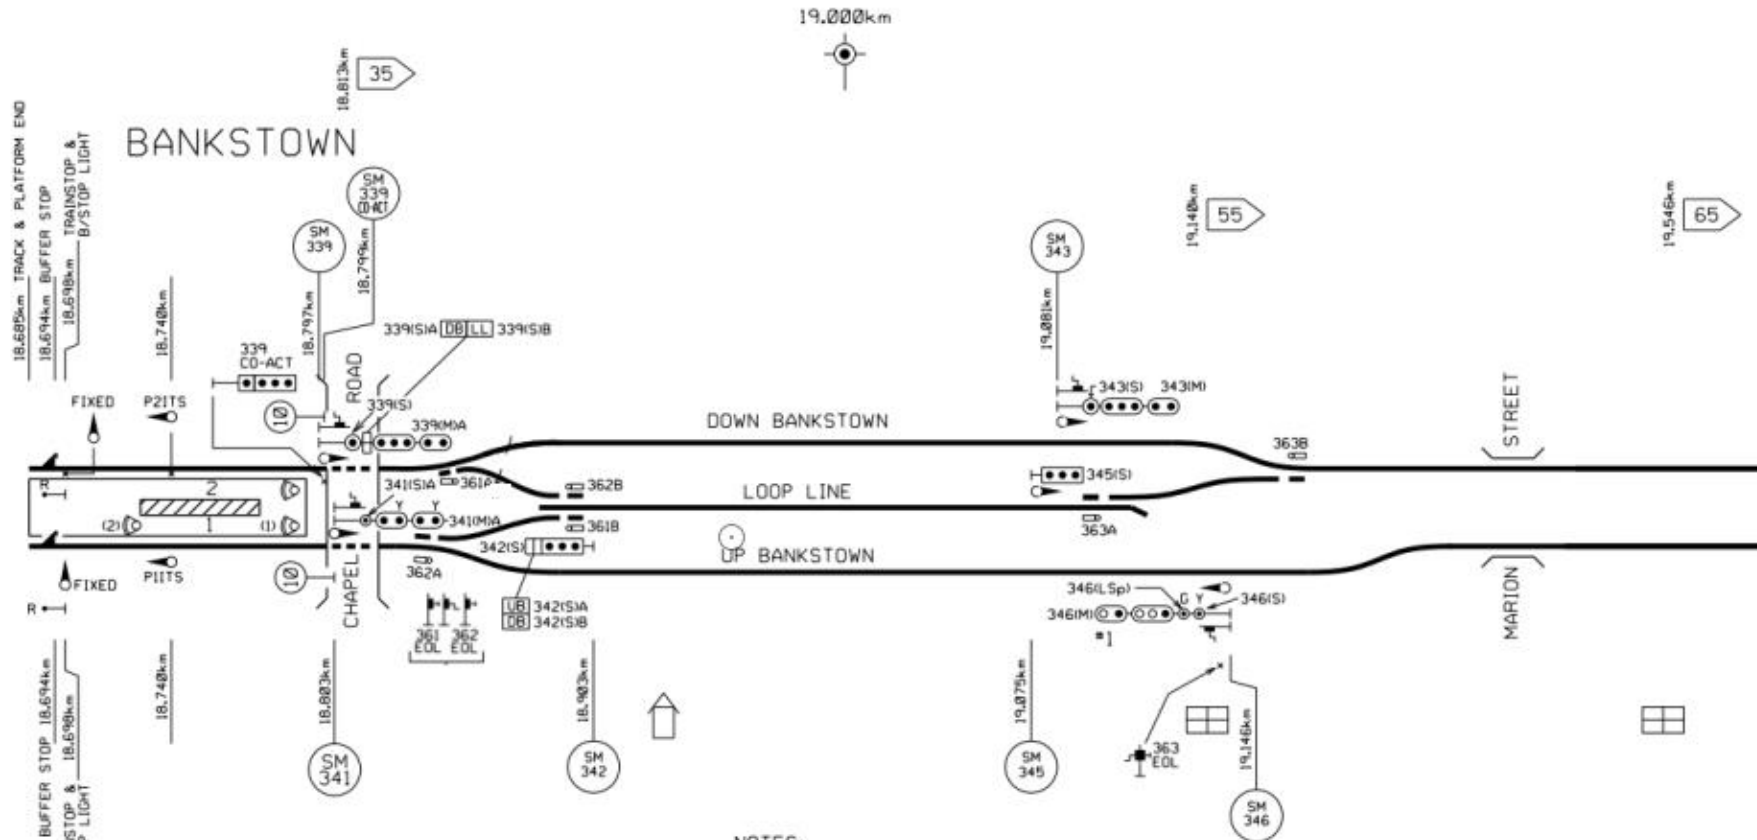 19.000km
18.813km
35
BANKSTOWN
18.685km TRACK & PLATFORM END
18.694km BUFFER STOP
18.698km TRAINSTOP &
B/STOP LIGHT
18.740km
SM
339
18.797km
SM
339
CO-ACT
18.799km
SM
343
19.081km
19.140km
55
19.546km
65
339(S)A DB LL 339(S)B
339
CO-ACT
ROAD
FIXED
P2ITS
10
339(S)
339(M)A
DOWN BANKSTOWN
343(S)
343(M)
STREET
363B
R
2
341(S)A
362B
LOOP LINE
345(S)
(2)
1
(1)
Y
Y
341(M)A
361B
363A
342(S)
UP BANKSTOWN
FIXED
P1ITS
10
362A
CHAPEL
R
UB 342(S)A
DB 342(S)B
346(LSp)
G Y
346(S)
346(M)
MARION
361
EOL
362
EOL
BUFFER STOP 18.694km
18.698km
STOP &
LIGHT
18.740km
18.803km
18.903km
19.075km
19.146km
363
EOL
SM
341
SM
342
SM
345
SM
346